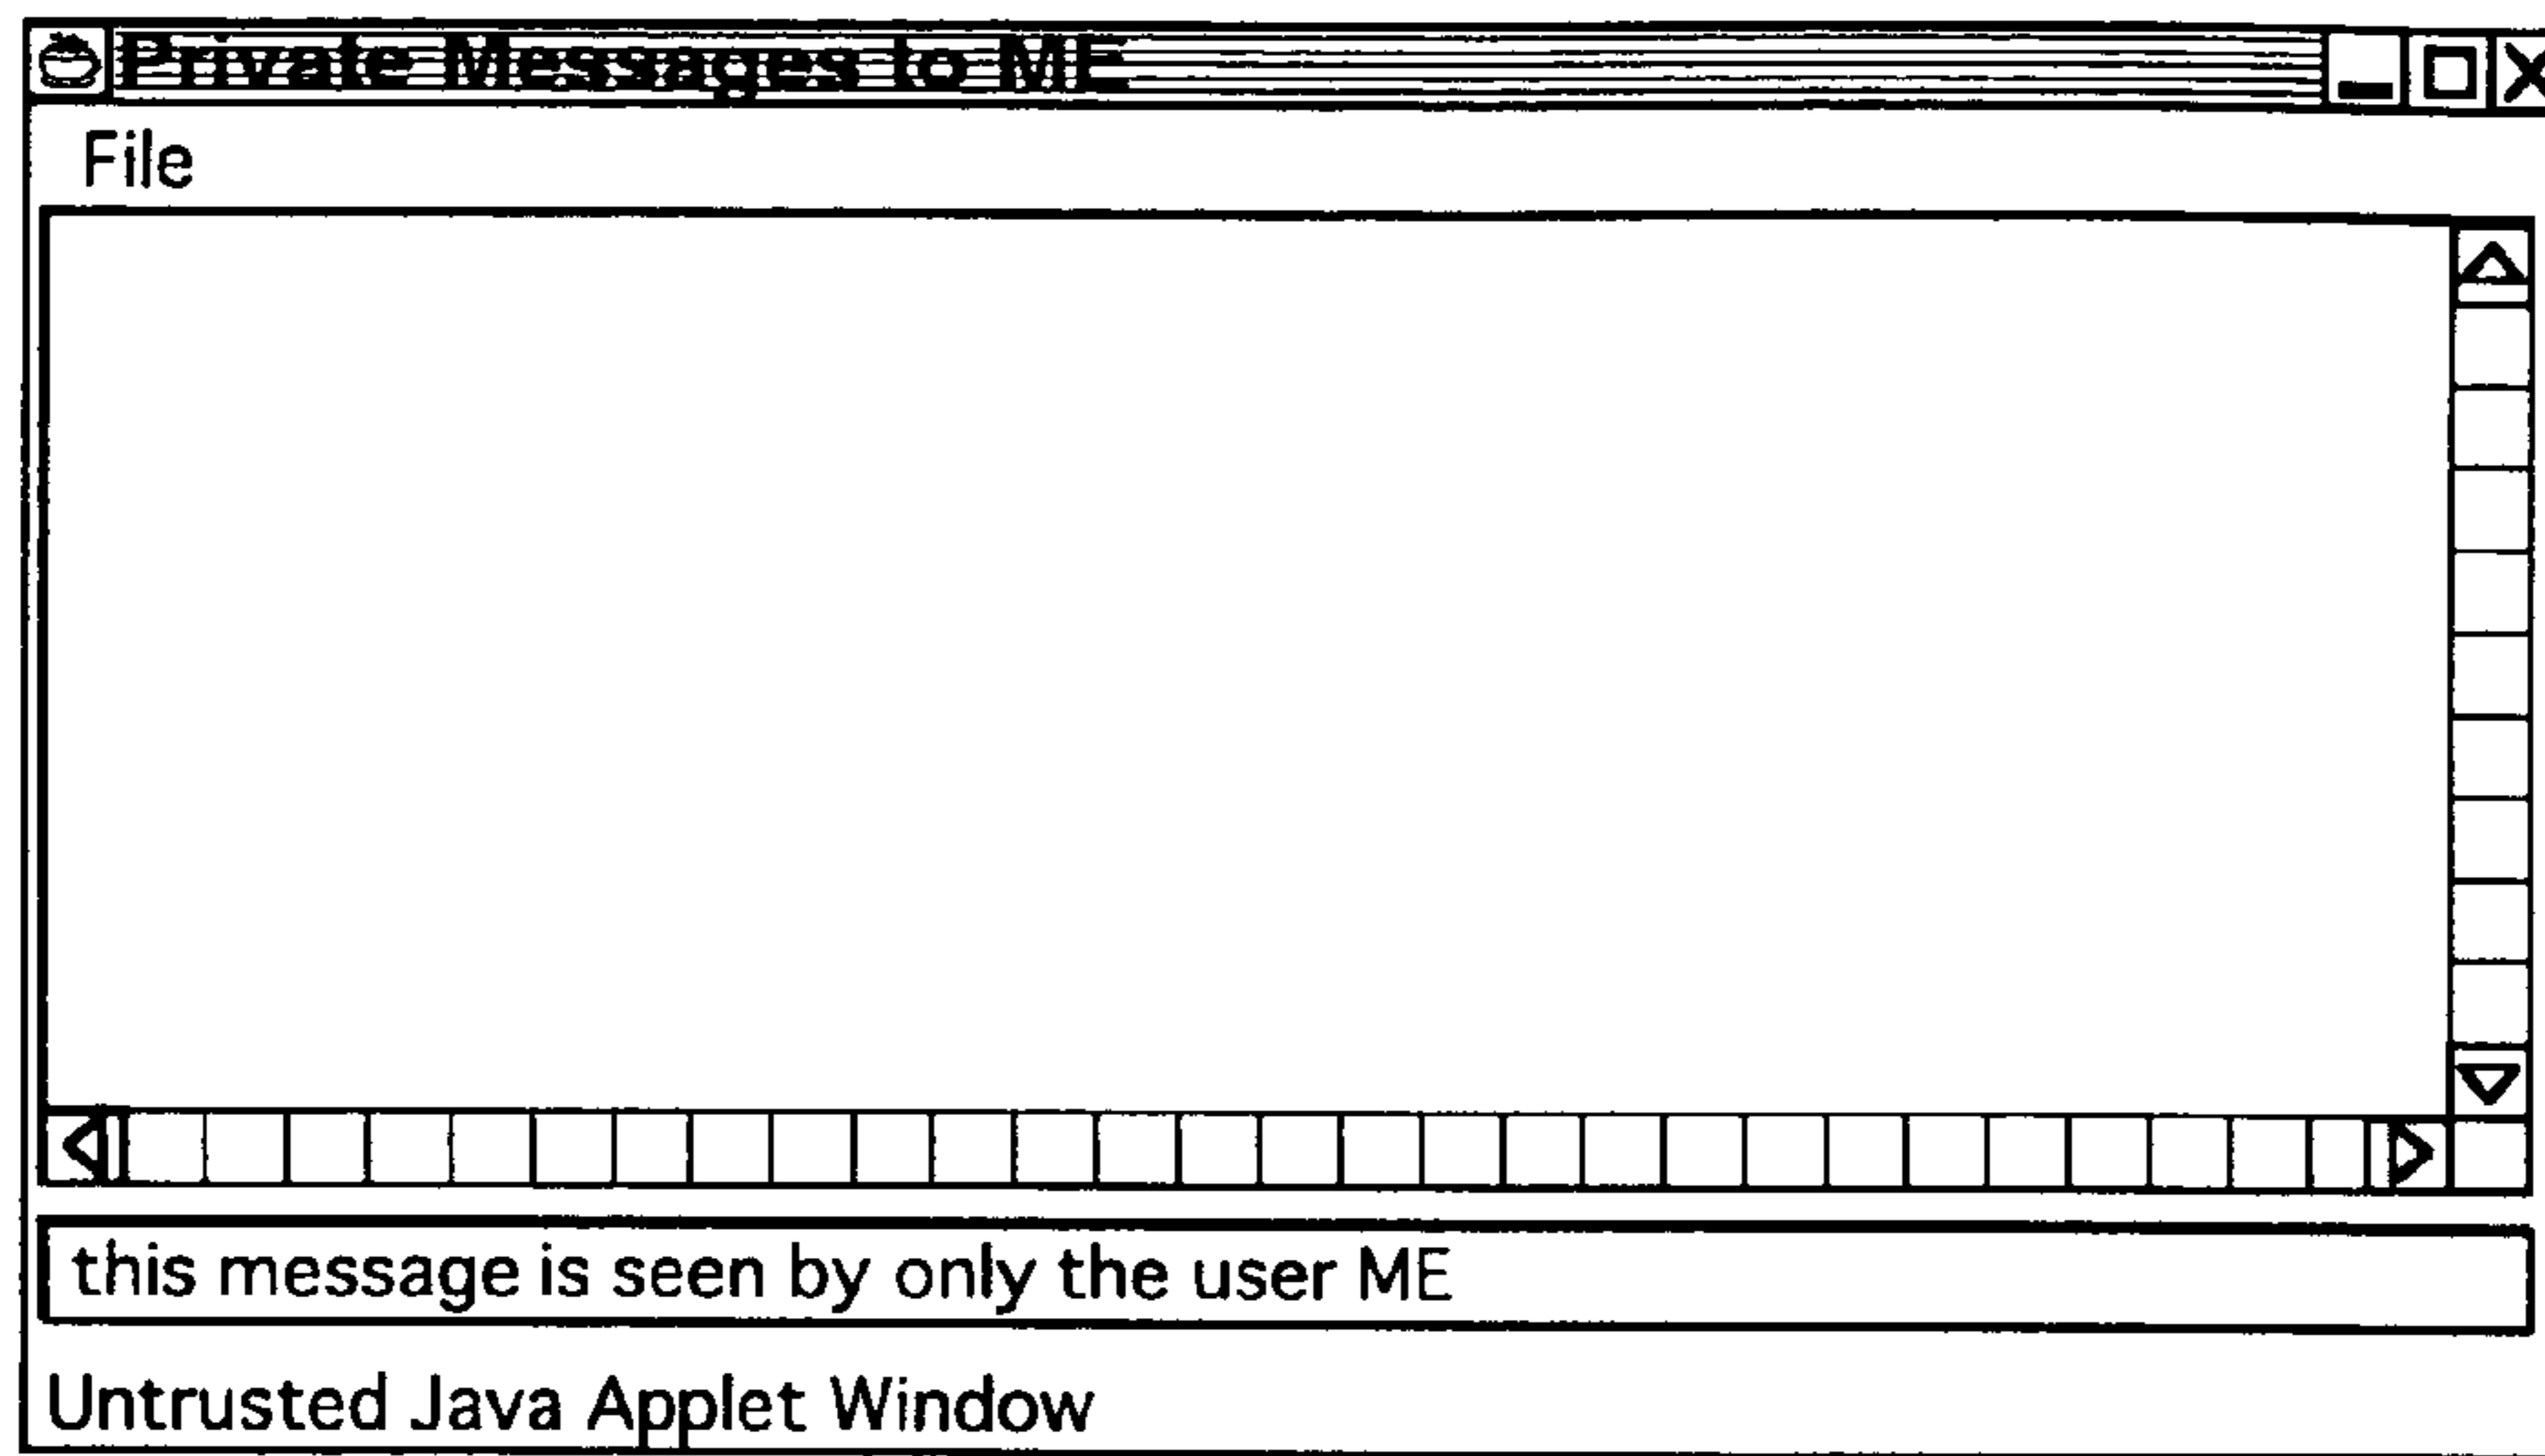 Private Messages to ME
File
this message is seen by only the user ME
Untrusted Java Applet Window